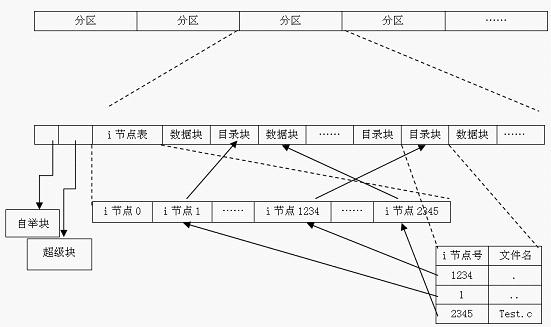 分区 分区 分区 分区 ……
i 节点表 数据块 目录块 数据块 …… 目录块 目录块 数据块 ……
i 节点 0 i 节点 1 …… i 节点 1234 …… i 节点 2345
自举块
超级块
i 节点号 文件名
1234 .
1 ..
2345 Test.c